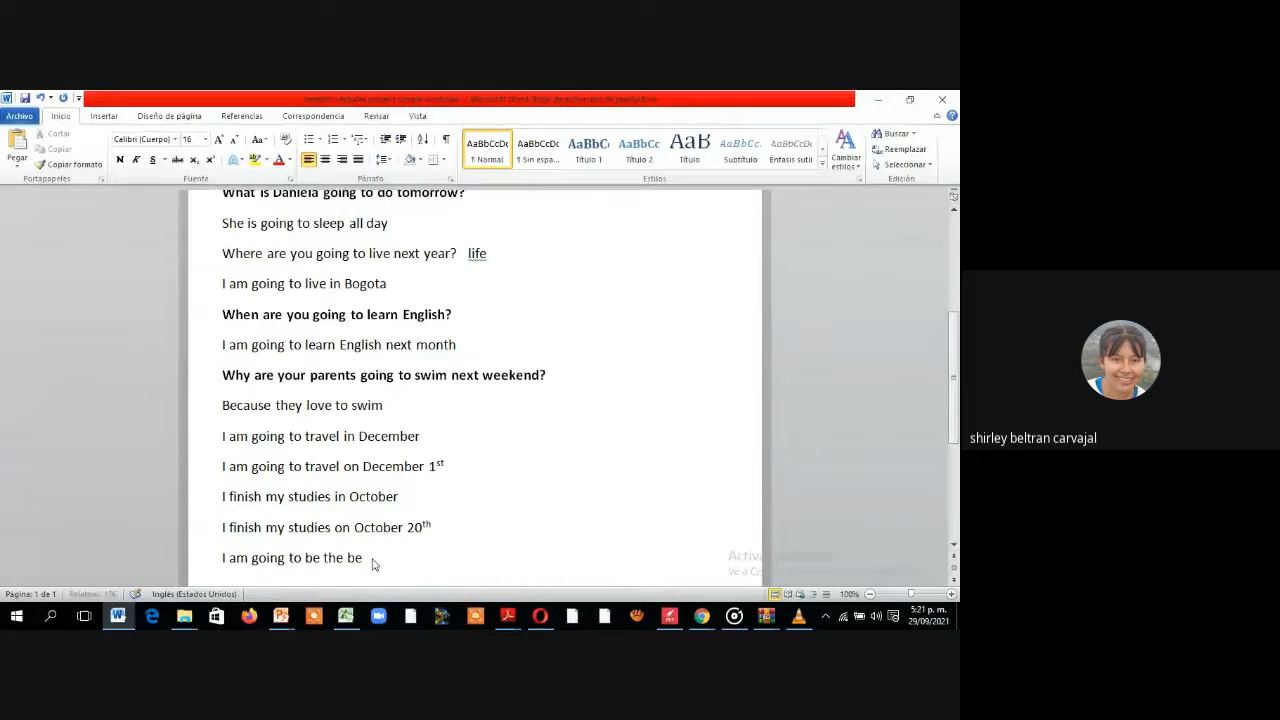 Archivo Inicio Insertar Diseño de página Referencias Correspondencia Revisar Vista
Pegar
Cortar
Copiar
Copiar formato
Portapapeles
Calibri (Cuerpo) 16
Fuente
Párrafo
AaBbCcDc AaBbCcDc AaBbC AaBbCc AaB AaBbCc. AaBbCcDc
¶ Normal ¶ Sin espa... Título 1 Título 2 Título Subtítulo Énfasis sutil
Estilos
Cambiar estilos
Buscar
Reemplazar
Seleccionar
Edición
What is Daniela going to do tomorrow?
She is going to sleep all day
Where are you going to live next year? life
I am going to live in Bogota
When are you going to learn English?
I am going to learn English next month
Why are your parents going to swim next weekend?
Because they love to swim
I am going to travel in December
I am going to travel on December 1st
I finish my studies in October
I finish my studies on October 20th
I am going to be the be
shirley beltran carvajal
Página: 1 de 1 Inglés (Estados Unidos) 100%
5:21 p. m.
29/09/2021